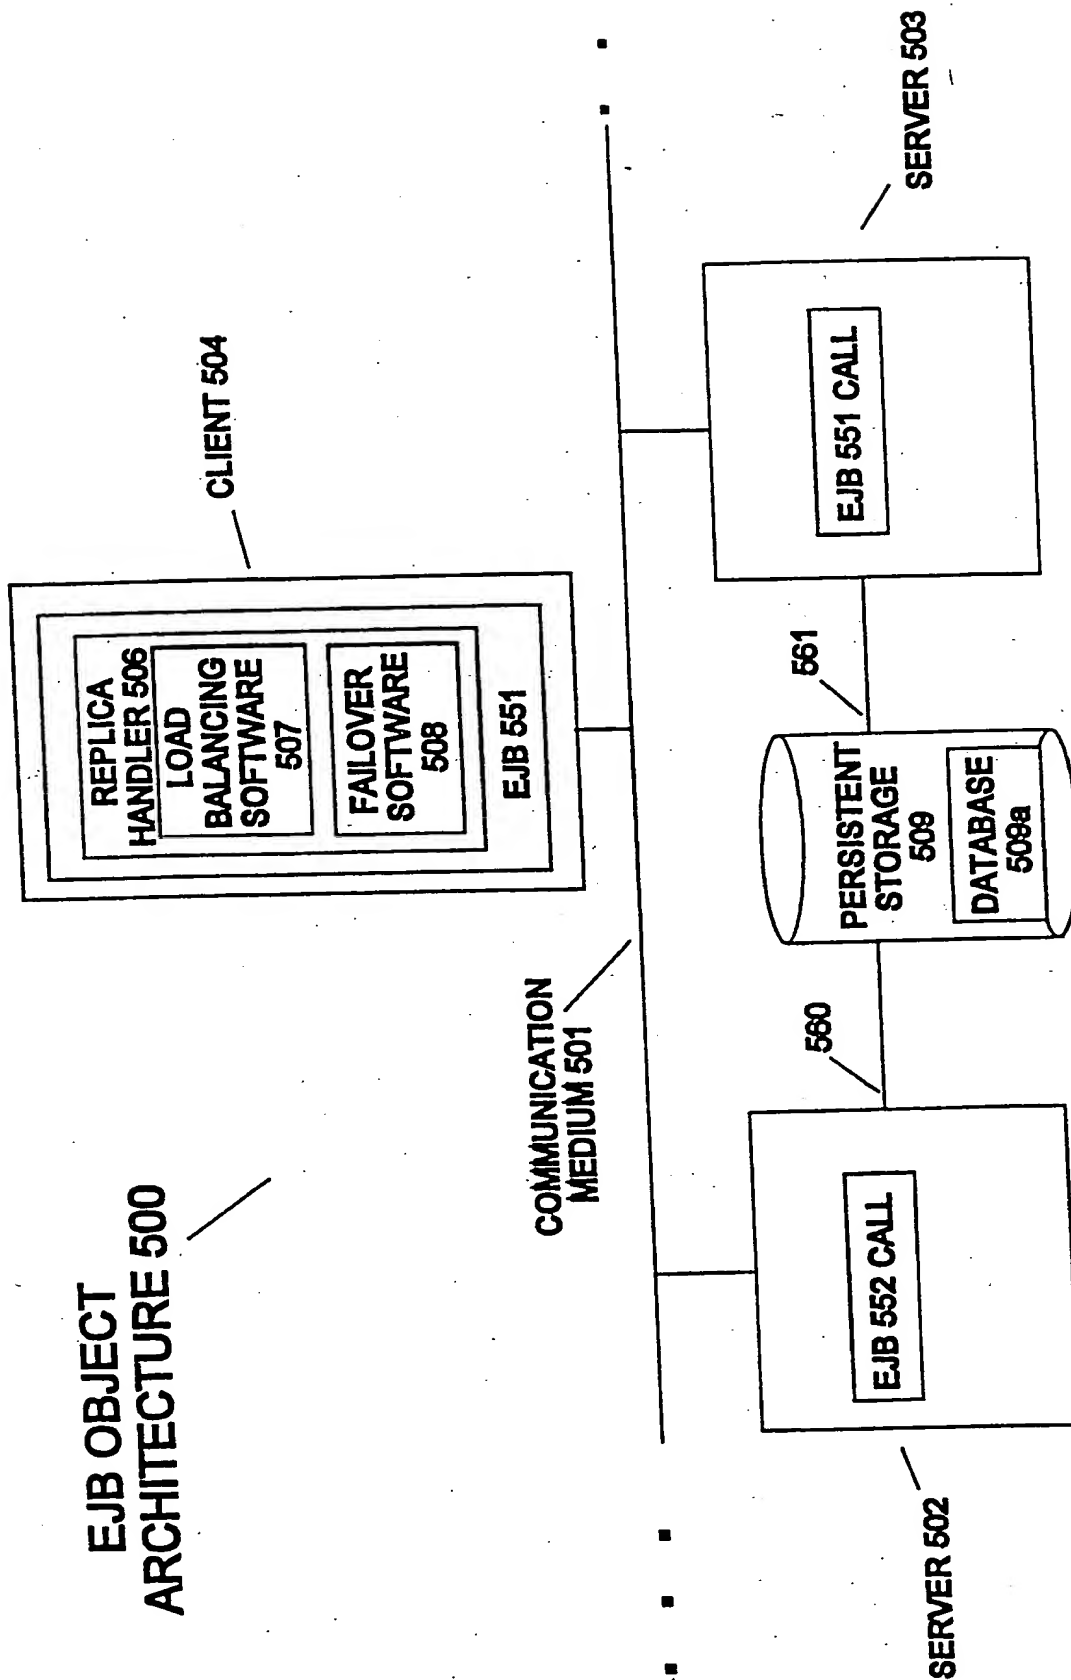 EJB OBJECT
ARCHITECTURE 500
REPLICA
HANDLER 506
LOAD
BALANCING
SOFTWARE
507
FAILOVER
SOFTWARE
508
EJB 551
CLIENT 504
COMMUNICATION
MEDIUM 501
SERVER 502
EJB 552 CALL
560
PERSISTENT
STORAGE
509
DATABASE
509a
561
EJB 551 CALL
SERVER 503